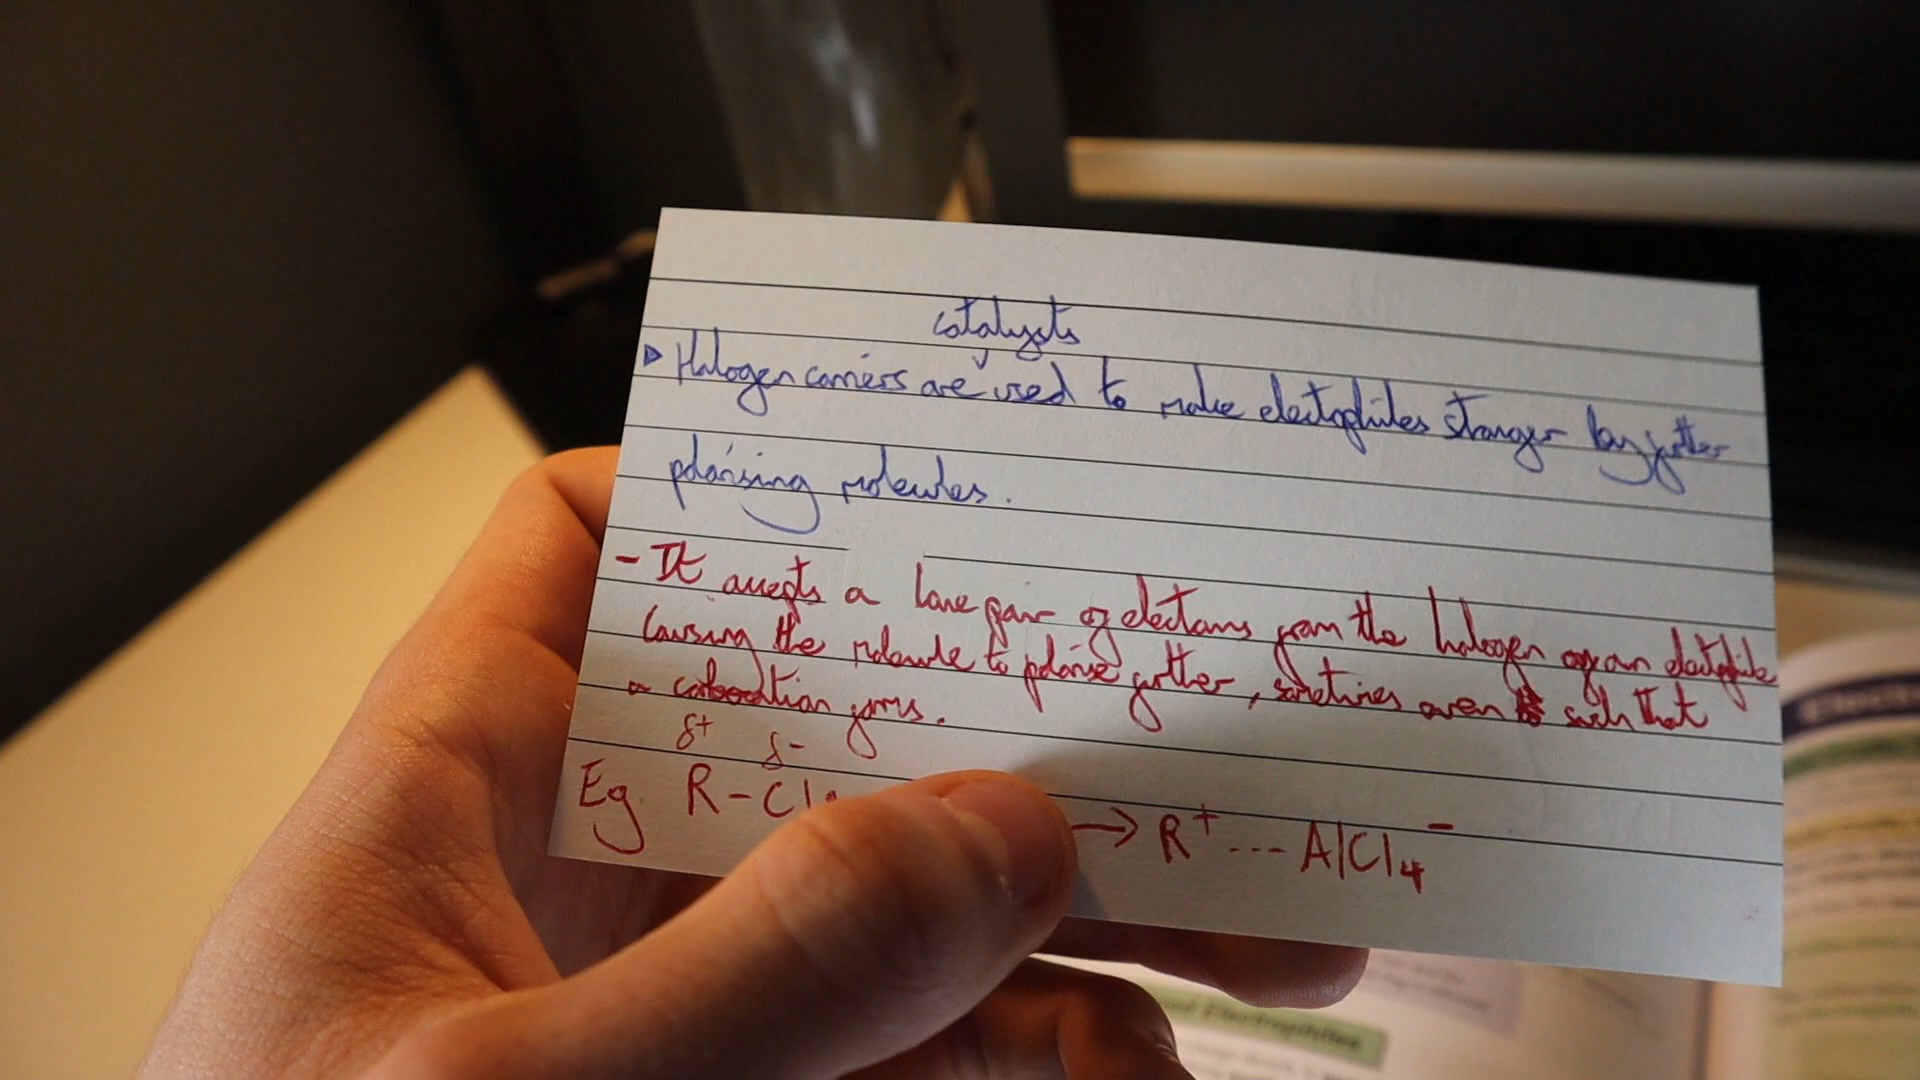 catalysts
▷ Halogen carriers are ✓ used to make electrophiles stronger by further
polarising molecules.
- It accepts a lone pair of electrons from the halogen on an electrophile
causing the molecule to polarise further, sometimes even such that
a carbocation forms.
δ+ δ-
Eg. R-Cl → R+ --- AlCl4 -
Electrophiles